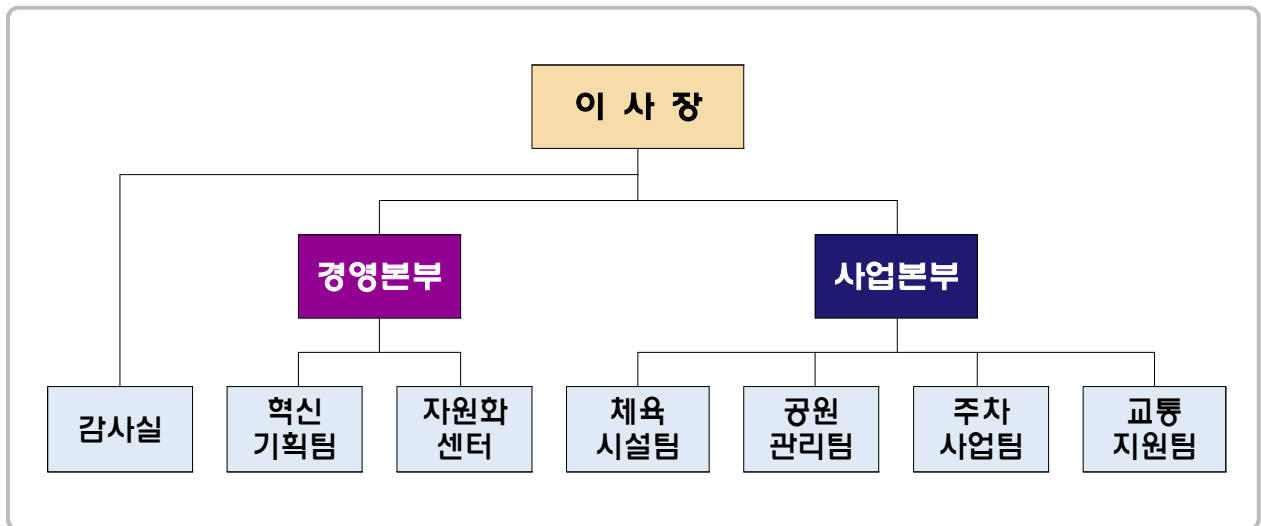 이 사 장
경영본부
사업본부
감사실
혁신
기획팀
자원화
센터
체육
시설팀
공원
관리팀
주차
사업팀
교통
지원팀